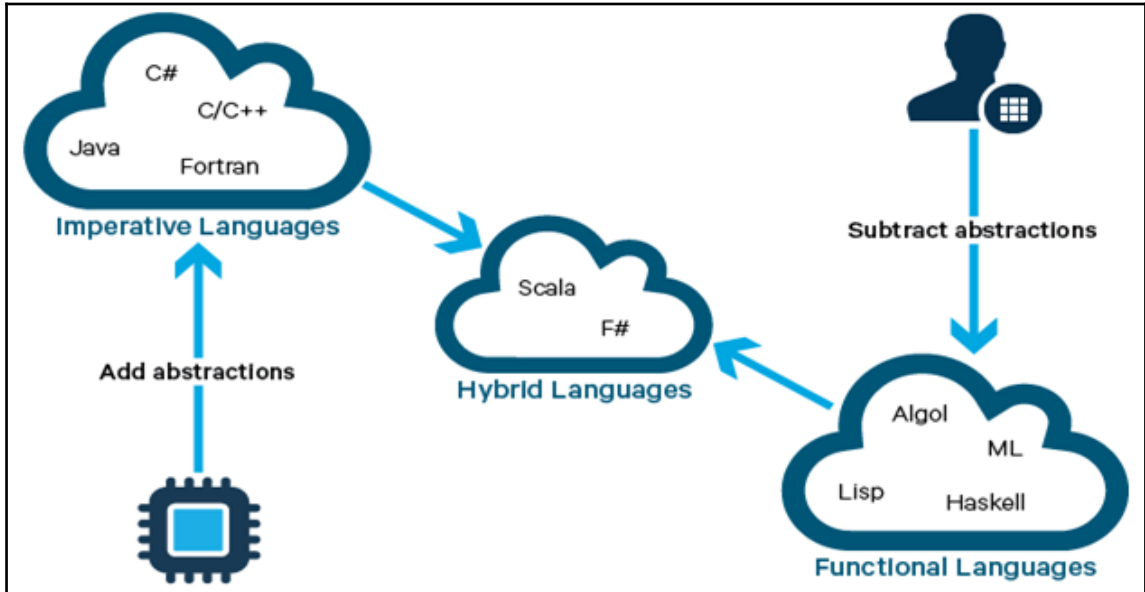 C#
C/C++
Java
Fortran
Imperative Languages
Add abstractions
Scala
F#
Hybrid Languages
Subtract abstractions
Algol
ML
Lisp
Haskell
Functional Languages